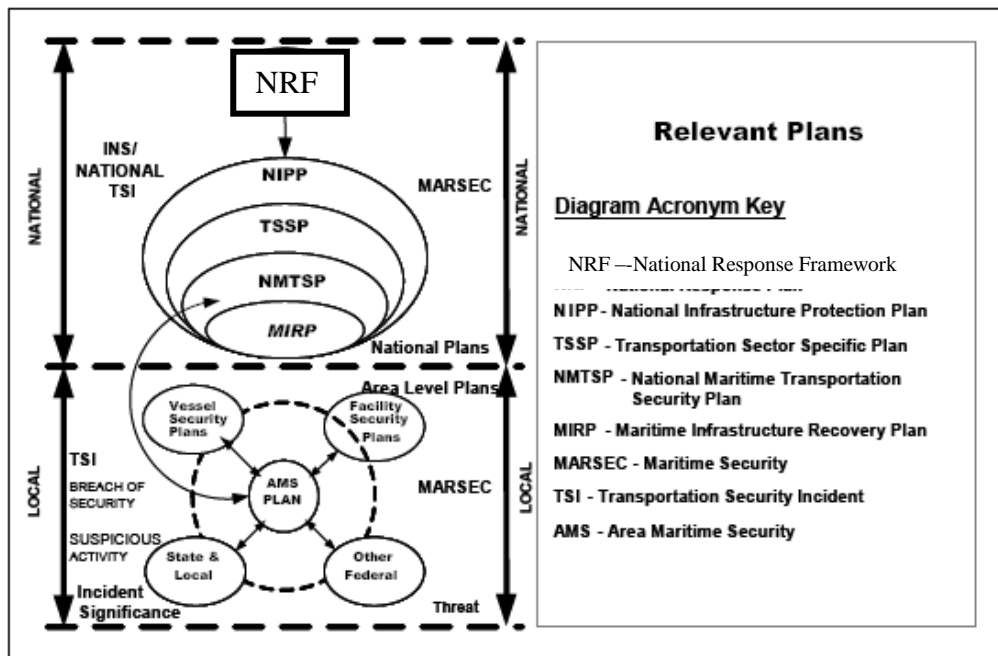 NRF
INS/
NATIONAL
TSI
NIPP
MARSEC
TSSP
NMTSP
MIRP
National Plans
NATIONAL
NATIONAL
Area Level Plans
Vessel
Security
Plans
Facility
Security
Plans
TSI
BREACH OF
SECURITY
AMS
PLAN
MARSEC
SUSPICIOUS
ACTIVITY
State &
Local
Other
Federal
Incident
Significance
Threat
LOCAL
LOCAL
Relevant Plans
Diagram Acronym Key
NRF –-National Response Framework
NIPP - National Infrastructure Protection Plan
TSSP - Transportation Sector Specific Plan
NMTSP - National Maritime Transportation
Security Plan
MIRP - Maritime Infrastructure Recovery Plan
MARSEC - Maritime Security
TSI - Transportation Security Incident
AMS - Area Maritime Security